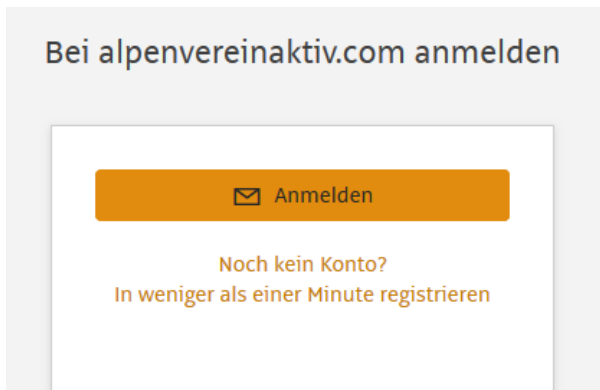 Bei alpenvereinaktiv.com anmelden
Anmelden
Noch kein Konto?
In weniger als einer Minute registrieren